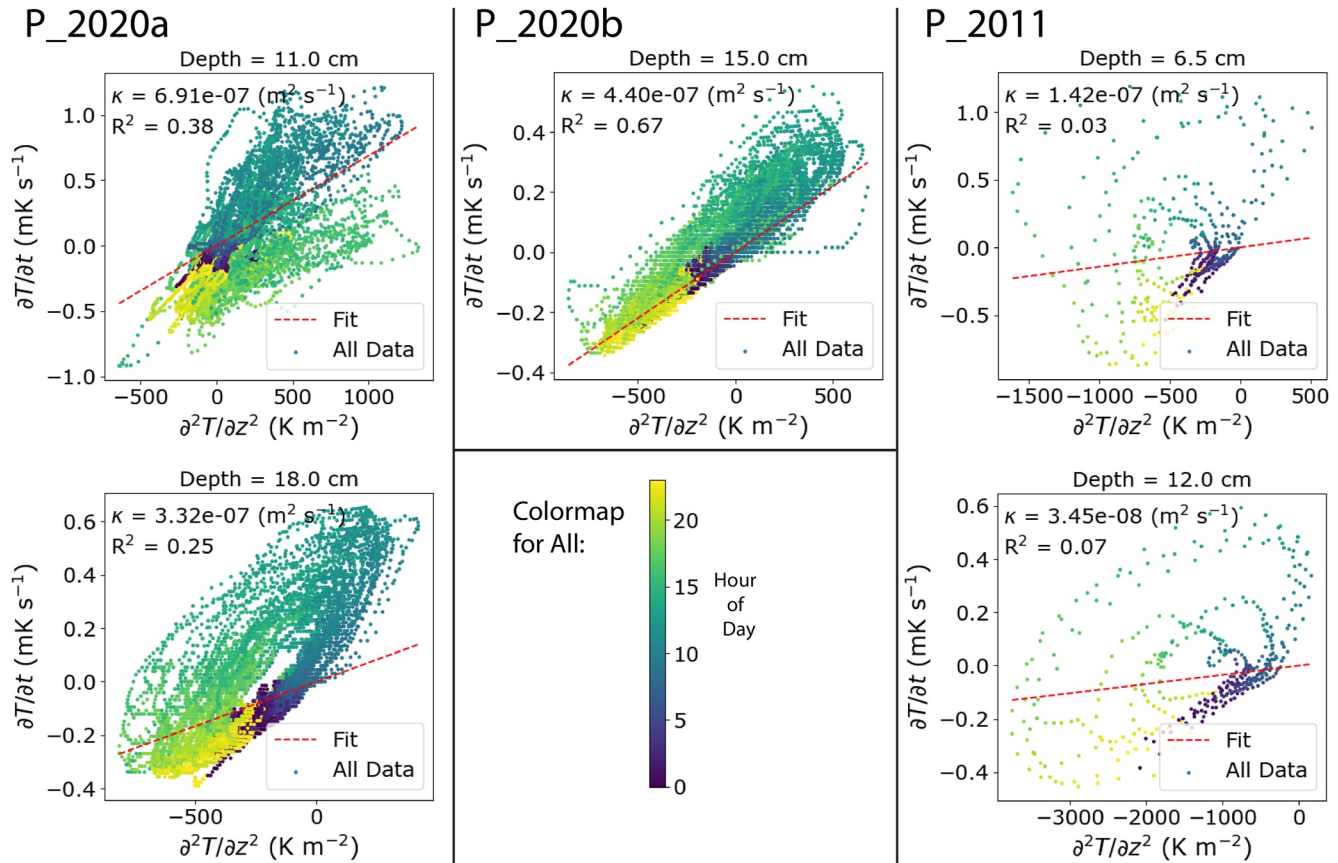 P_2020a
Depth = 11.0 cm
κ = 6.91e-07 (m² s⁻¹)
R² = 0.38
1.0
0.5
0.0
−0.5
−1.0
∂T/∂t (mK s⁻¹)
Fit
All Data
−500 0 500 1000
∂²T/∂z² (K m⁻²)
Depth = 18.0 cm
κ = 3.32e-07 (m² s⁻¹)
R² = 0.25
0.6
0.4
0.2
0.0
−0.2
−0.4
∂T/∂t (mK s⁻¹)
Fit
All Data
−500 0
∂²T/∂z² (K m⁻²)
P_2020b
Depth = 15.0 cm
κ = 4.40e-07 (m² s⁻¹)
R² = 0.67
0.4
0.2
0.0
−0.2
−0.4
∂T/∂t (mK s⁻¹)
Fit
All Data
−500 0 500
∂²T/∂z² (K m⁻²)
Colormap
for All:
20
15
10
5
0
Hour
of
Day
P_2011
Depth = 6.5 cm
κ = 1.42e-07 (m² s⁻¹)
R² = 0.03
1.0
0.5
0.0
−0.5
∂T/∂t (mK s⁻¹)
Fit
All Data
−1500 −1000 −500 0 500
∂²T/∂z² (K m⁻²)
Depth = 12.0 cm
κ = 3.45e-08 (m² s⁻¹)
R² = 0.07
0.6
0.4
0.2
0.0
−0.2
−0.4
∂T/∂t (mK s⁻¹)
Fit
All Data
−3000 −2000 −1000 0
∂²T/∂z² (K m⁻²)